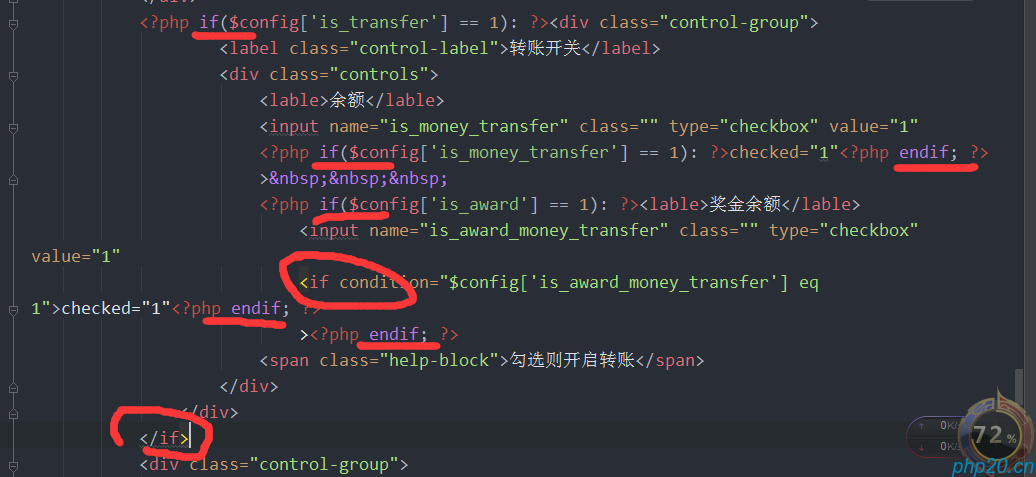 </div>
<?php if($config['is_transfer'] == 1): ?><div class="control-group">
<label class="control-label">转账开关</label>
<div class="controls">
<lable>余额</lable>
<input name="is_money_transfer" class="" type="checkbox" value="1"
<?php if($config['is_money_transfer'] == 1): ?>checked="1"<?php endif; ?>
>&nbsp;&nbsp;&nbsp;
<?php if($config['is_award'] == 1): ?><lable>奖金余额</lable>
<input name="is_award_money_transfer" class="" type="checkbox"
value="1"
<if condition="$config['is_award_money_transfer'] eq
1">checked="1"<?php endif; ?>
><?php endif; ?>
<span class="help-block">勾选则开启转账</span>
</div>
</div>
</if>
<div class="control-group">
↑ 0K/s
↓ 0K/s
72%
php20.cn